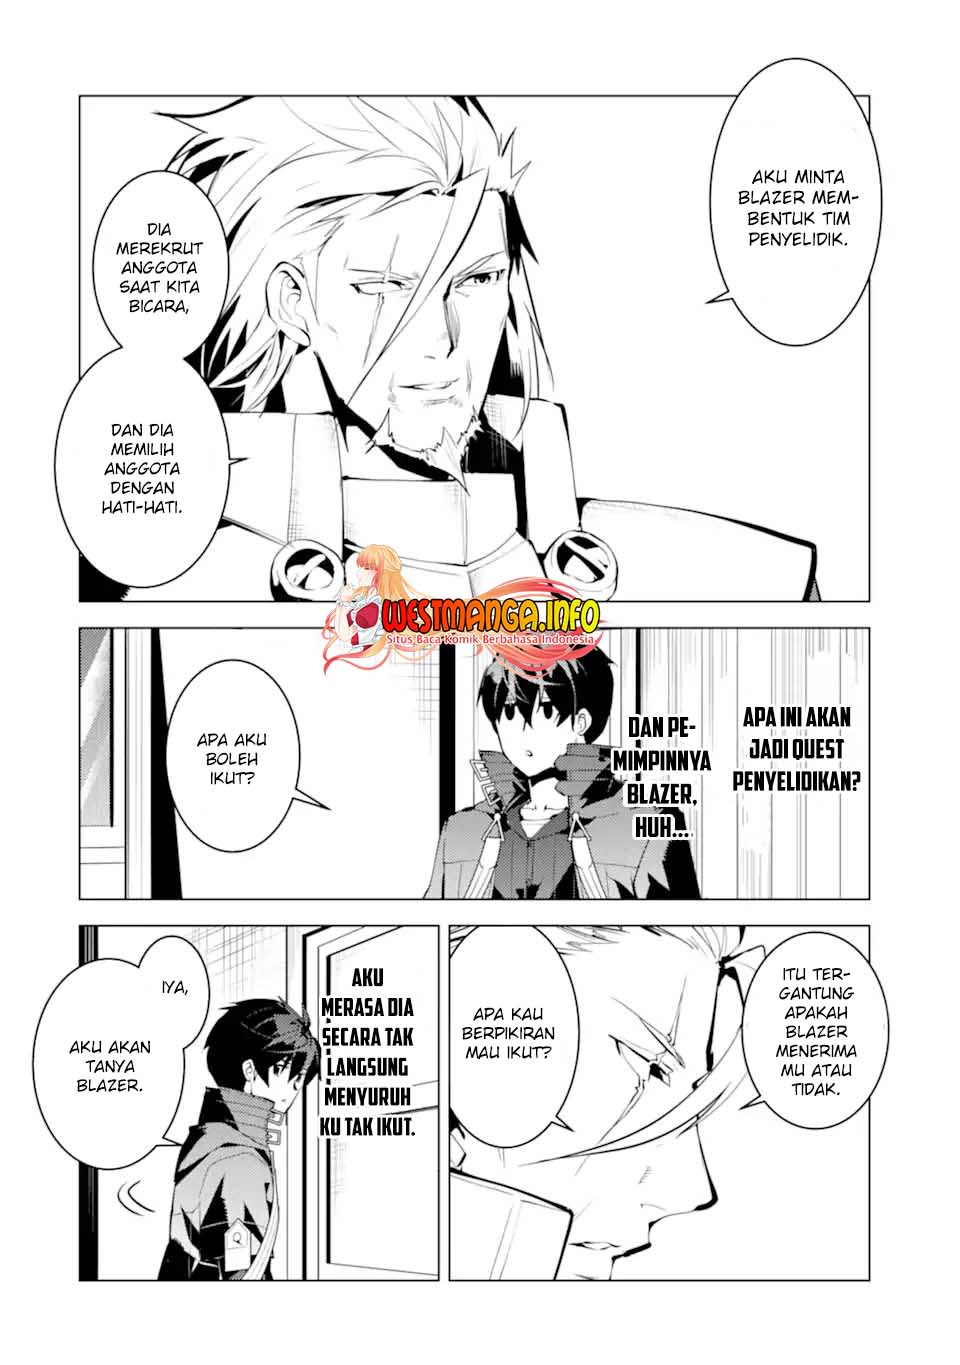 AKU MINTA
BLAZER MEM-
BENTUK TIM
PENYELIDIK.
DIA
MEREKRUT
ANGGOTA
SAAT KITA
BICARA,
DAN DIA
MEMILIH
ANGGOTA
DENGAN
HATI-HATI.
WESTMANGA.INFO
Situs Baca Komik Berbahasa Indonesia
APA INI AKAN
JADI QUEST
PENYELIDIKAN?
DAN PE-
MIMPINNYA
BLAZER,
HUH...
APA AKU
BOLEH
IKUT?
ITU TER-
GANTUNG
APAKAH
BLAZER
MENERIMA
MU ATAU
TIDAK.
APA KAU
BERPIKIRAN
MAU IKUT?
AKU
MERASA DIA
SECARA TAK
LANGSUNG
MENYURUH
KU TAK IKUT.
IYA,
AKU AKAN
TANYA
BLAZER.
Q